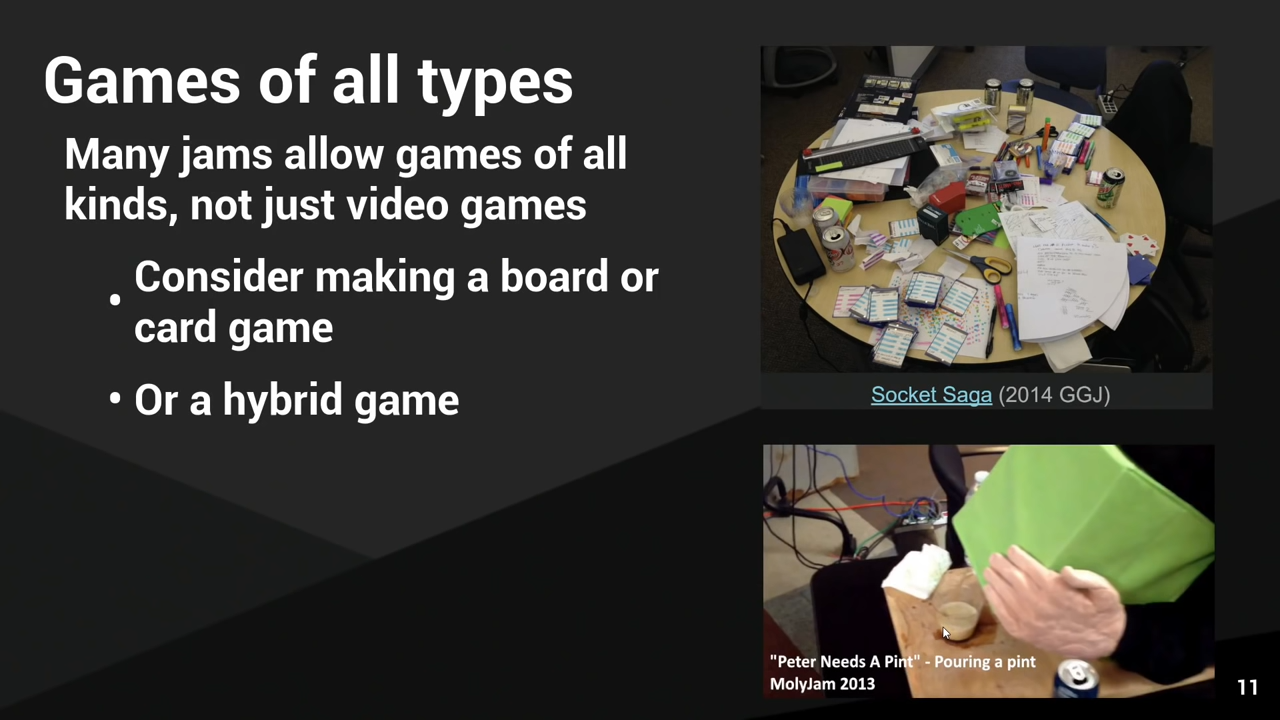 Games of all types
Many jams allow games of all
kinds, not just video games
• Consider making a board or
card game
• Or a hybrid game
Socket Saga (2014 GGJ)
"Peter Needs A Pint" - Pouring a pint
MolyJam 2013
11